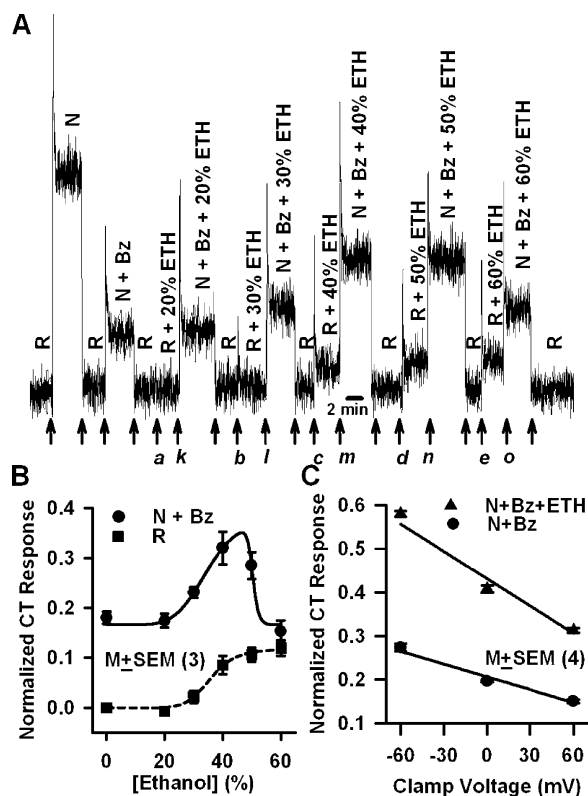 A
N
N + Bz
R + 20% ETH
N + Bz + 20% ETH
R + 30% ETH
N + Bz + 30% ETH
R + 40% ETH
N + Bz + 40% ETH
R + 50% ETH
N + Bz + 50% ETH
R + 60% ETH
N + Bz + 60% ETH
R
R
R
R
R
R
R
R
2 min
a k b l c m d n e o
B
N + Bz
R
M±SEM (3)
Normalized CT Response
0.4
0.3
0.2
0.1
0.0
0 20 40 60
[Ethanol] (%)
C
N+Bz+ETH
N+Bz
M±SEM (4)
Normalized CT Response
0.6
0.5
0.4
0.3
0.2
0.1
-60 -30 0 30 60
Clamp Voltage (mV)